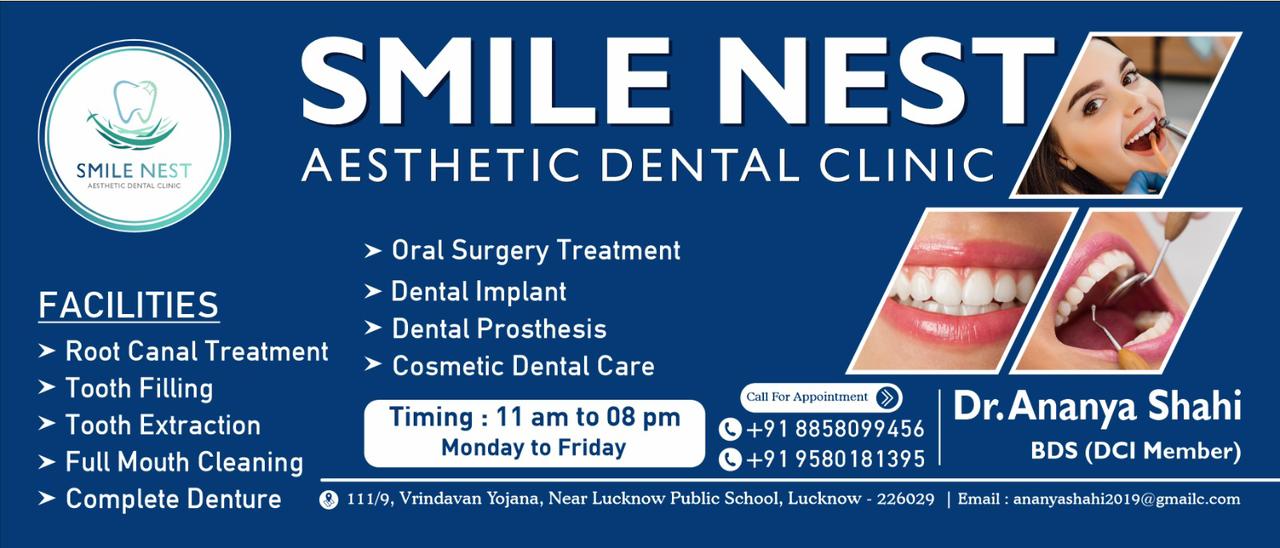 SMILE NEST
AESTHETIC DENTAL CLINIC
SMILE NEST
AESTHETIC DENTAL CLINIC
FACILITIES
Root Canal Treatment
Tooth Filling
Tooth Extraction
Full Mouth Cleaning
Complete Denture
Oral Surgery Treatment
Dental Implant
Dental Prosthesis
Cosmetic Dental Care
Timing : 11 am to 08 pm
Monday to Friday
Call For Appointment
+91 8858099456
+91 9580181395
Dr.Ananya Shahi
BDS (DCI Member)
111/9, Vrindavan Yojana, Near Lucknow Public School, Lucknow - 226029 | Email : ananyashahi2019@gmailc.com